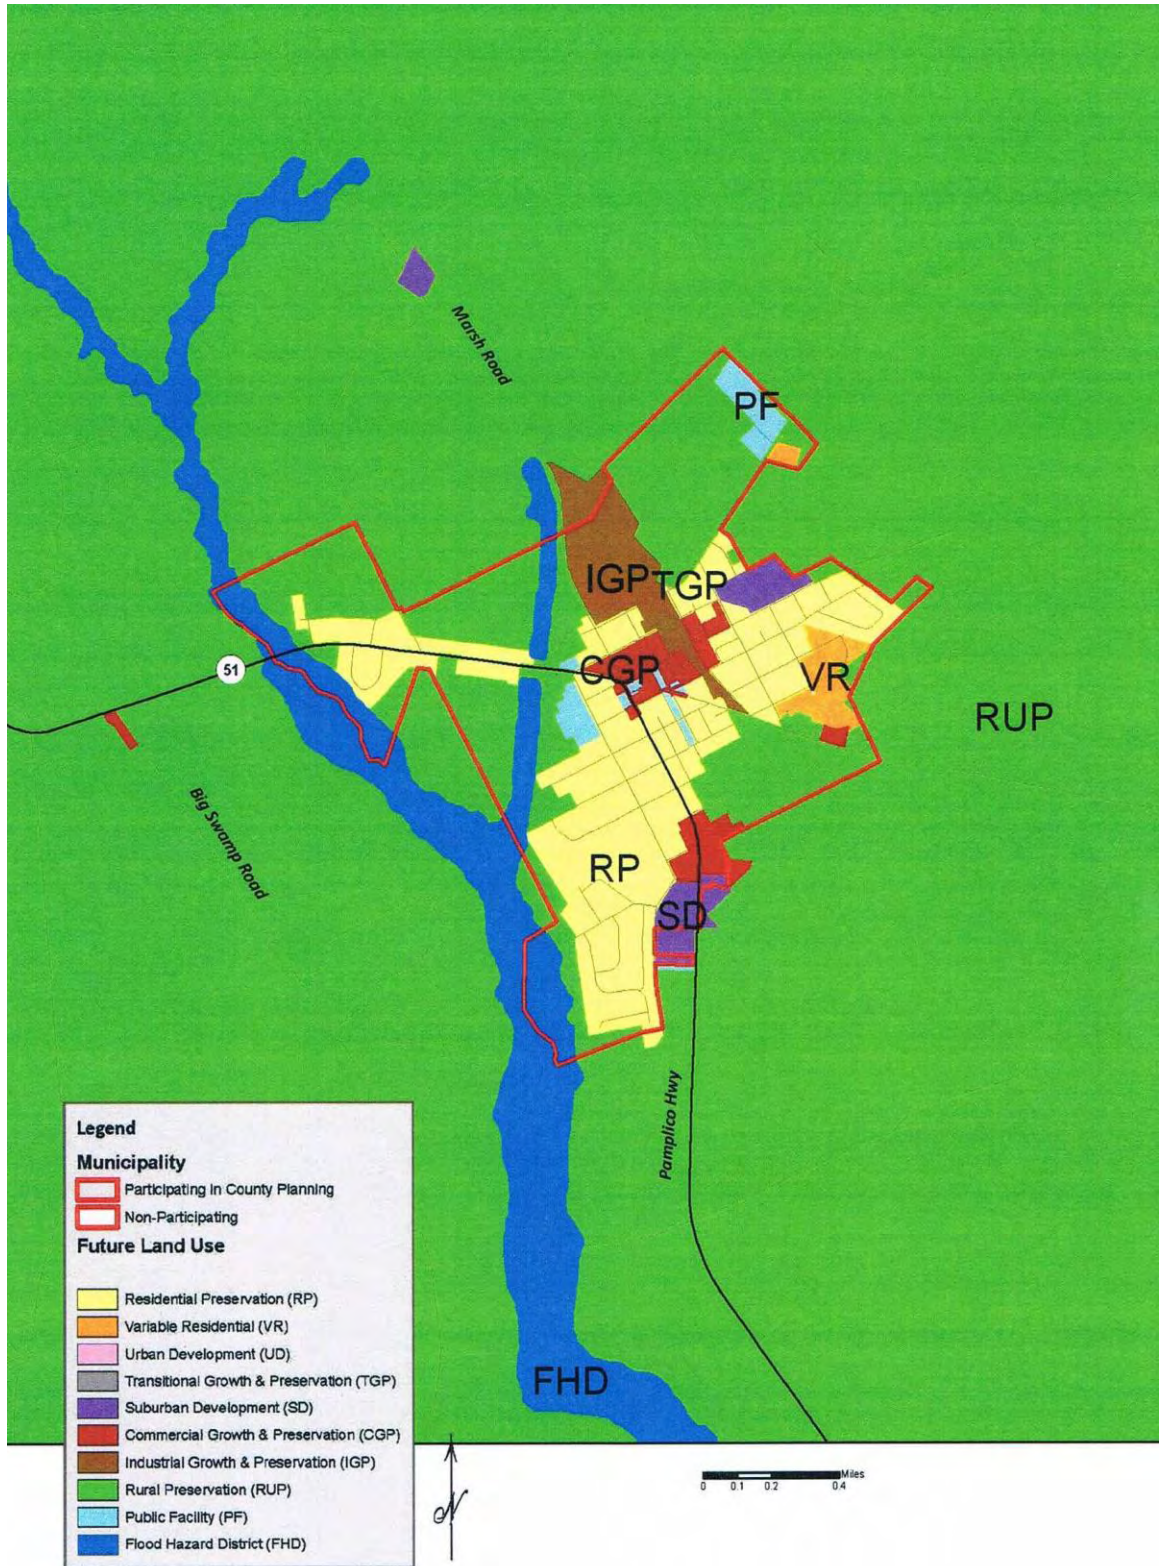 Marsh Road
PF
IGP
TGP
51
CGP
VR
RUP
Big Swamp Road
RP
SD
Pamplico Hwy
FHD
Legend
Municipality
Participating in County Planning
Non-Participating
Future Land Use
Residential Preservation (RP)
Variable Residential (VR)
Urban Development (UD)
Transitional Growth & Preservation (TGP)
Suburban Development (SD)
Commercial Growth & Preservation (CGP)
Industrial Growth & Preservation (IGP)
Rural Preservation (RUP)
Public Facility (PF)
Flood Hazard District (FHD)
N
Miles
0 0.1 0.2 0.4